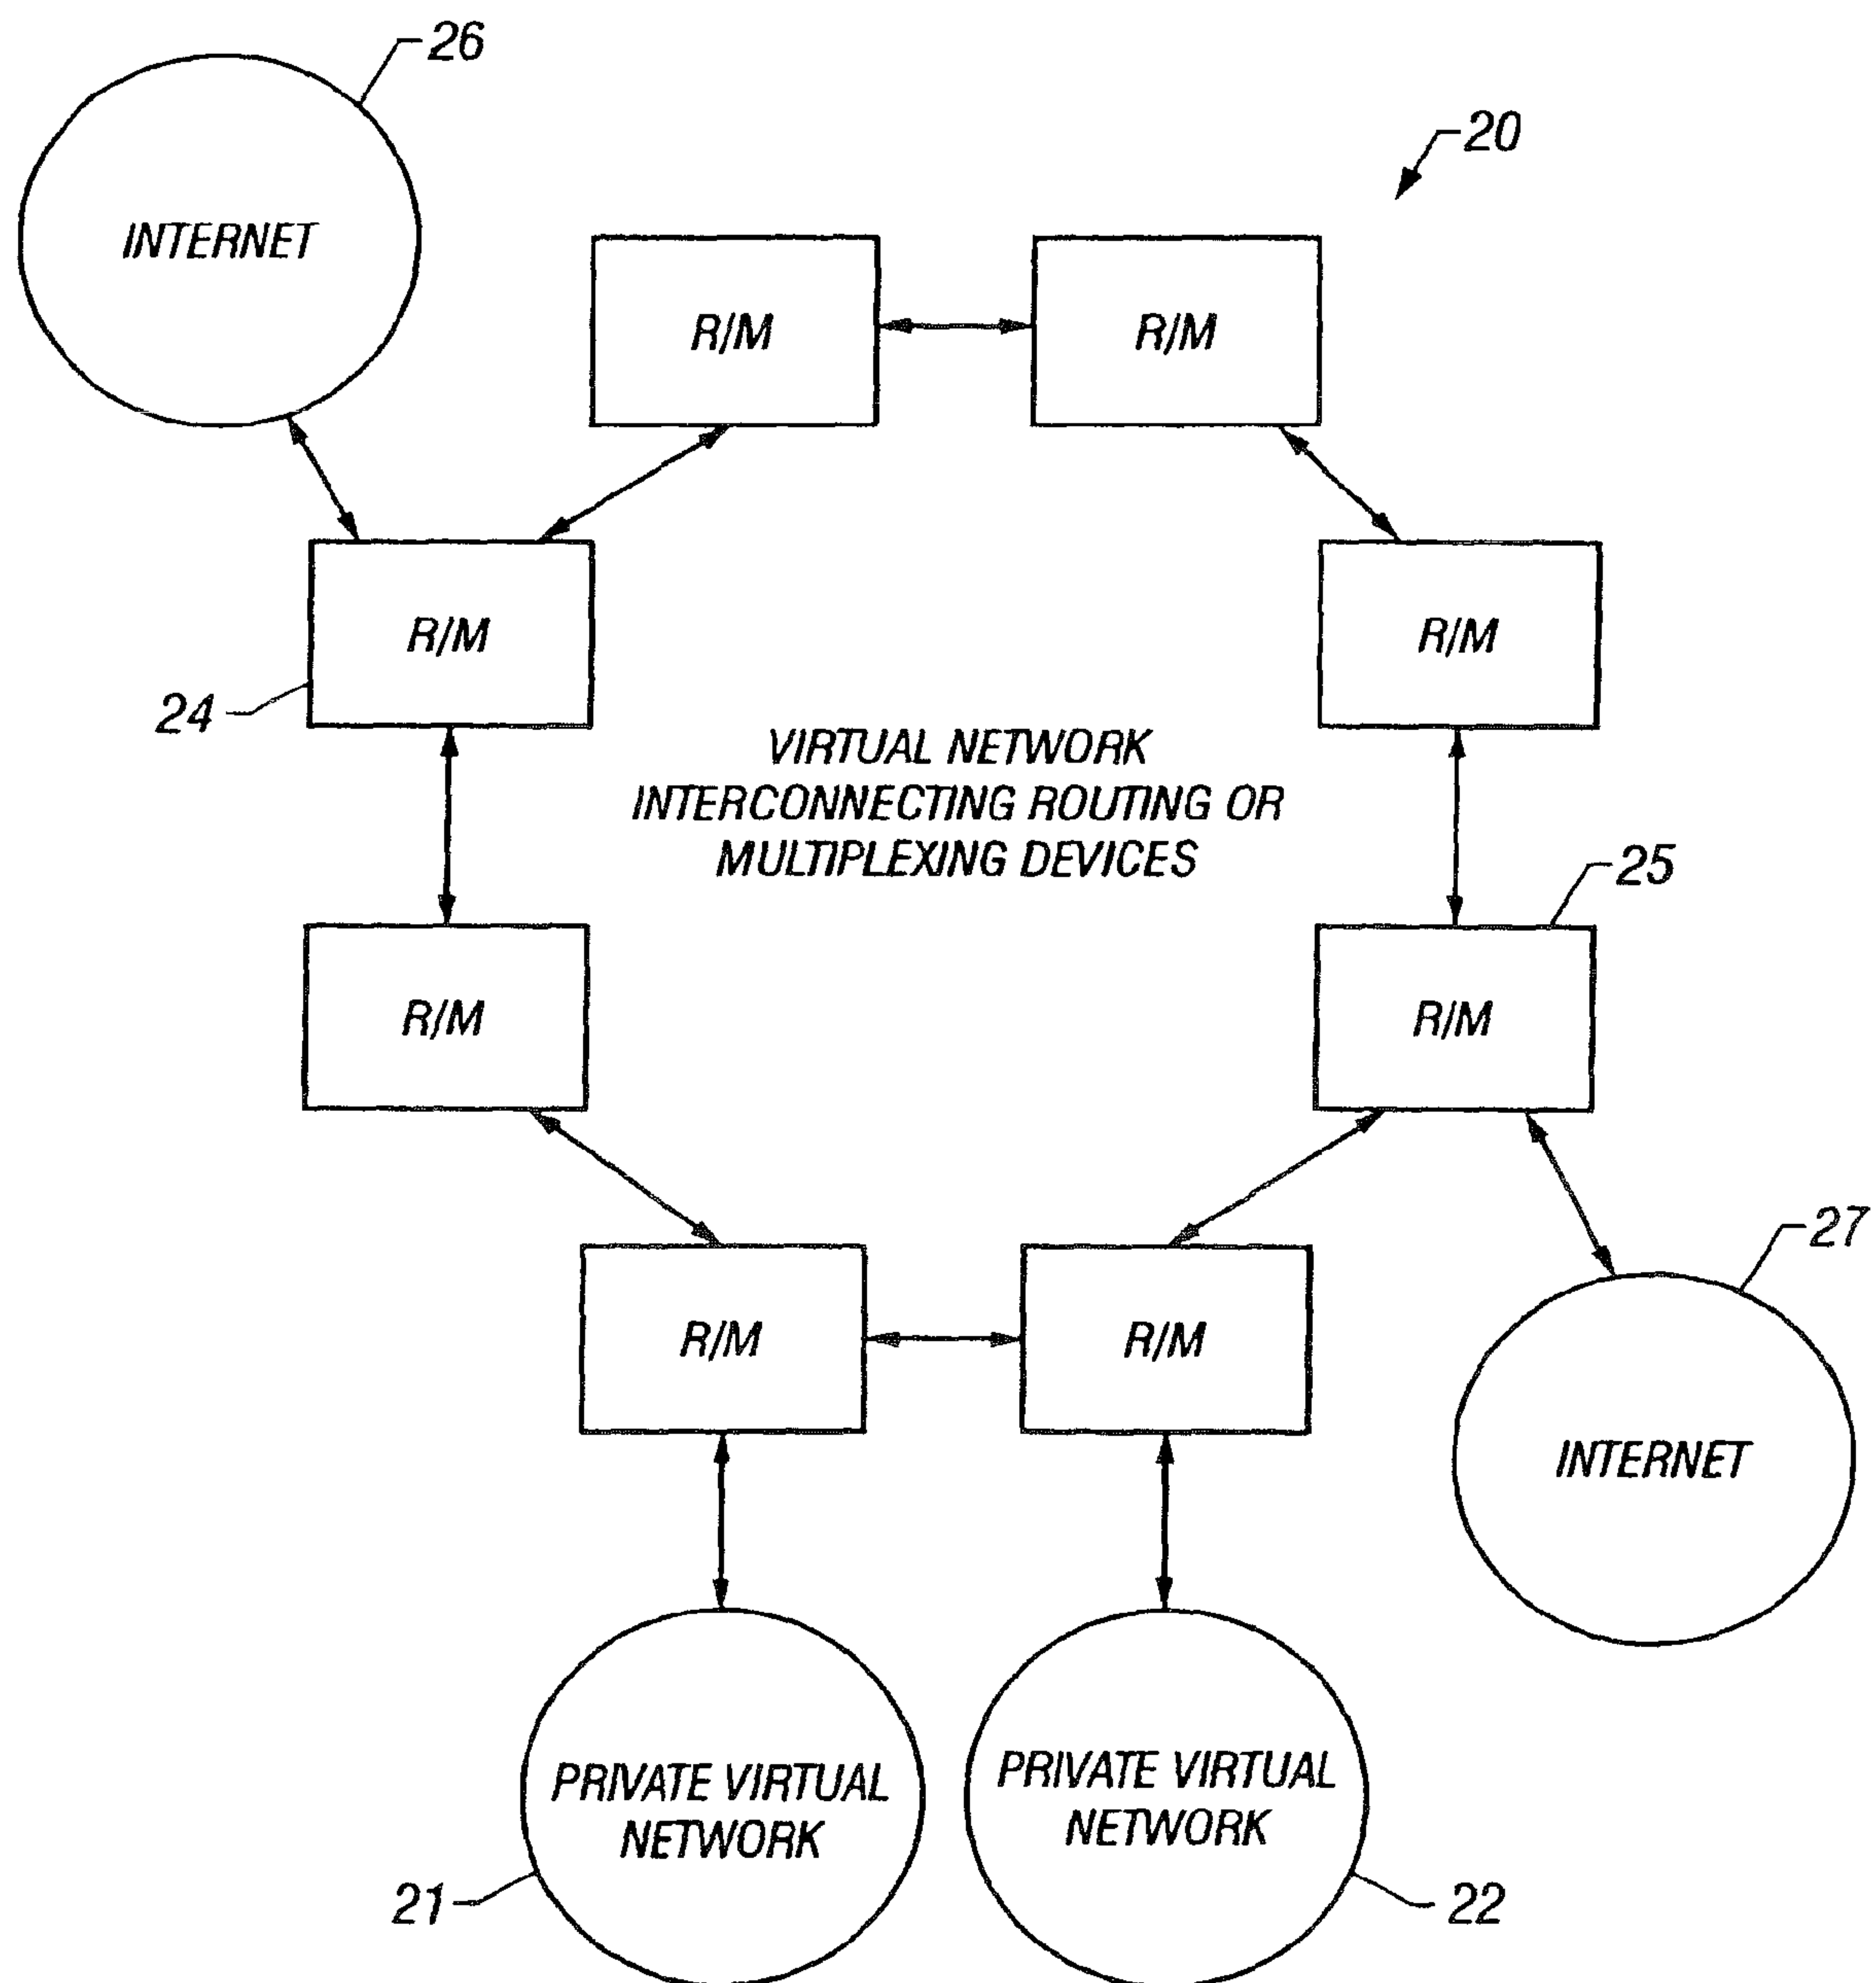 26
20
INTERNET
R/M
R/M
R/M
R/M
24
VIRTUAL NETWORK
INTERCONNECTING ROUTING OR
MULTIPLEXING DEVICES
25
R/M
R/M
27
R/M
R/M
INTERNET
PRIVATE VIRTUAL
NETWORK
PRIVATE VIRTUAL
NETWORK
21
22